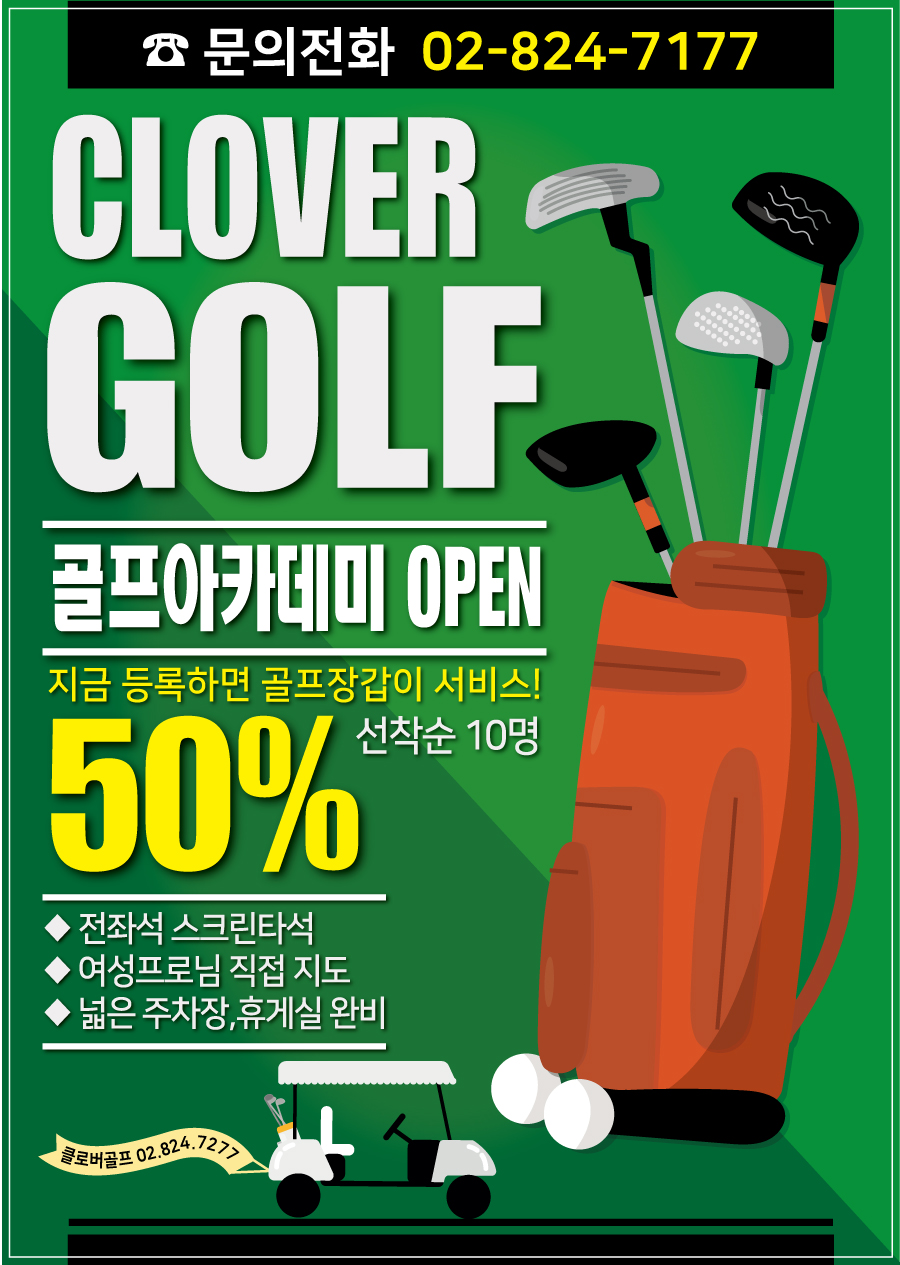 ☎ 문의전화 02-824-7177
CLOVER
GOLF
골프아카데미 OPEN
지금 등록하면 골프장갑이 서비스!
50% 선착순 10명
◆ 전좌석 스크린타석
◆ 여성프로님 직접 지도
◆ 넓은 주차장,휴게실 완비
클로버골프 02.824.7277